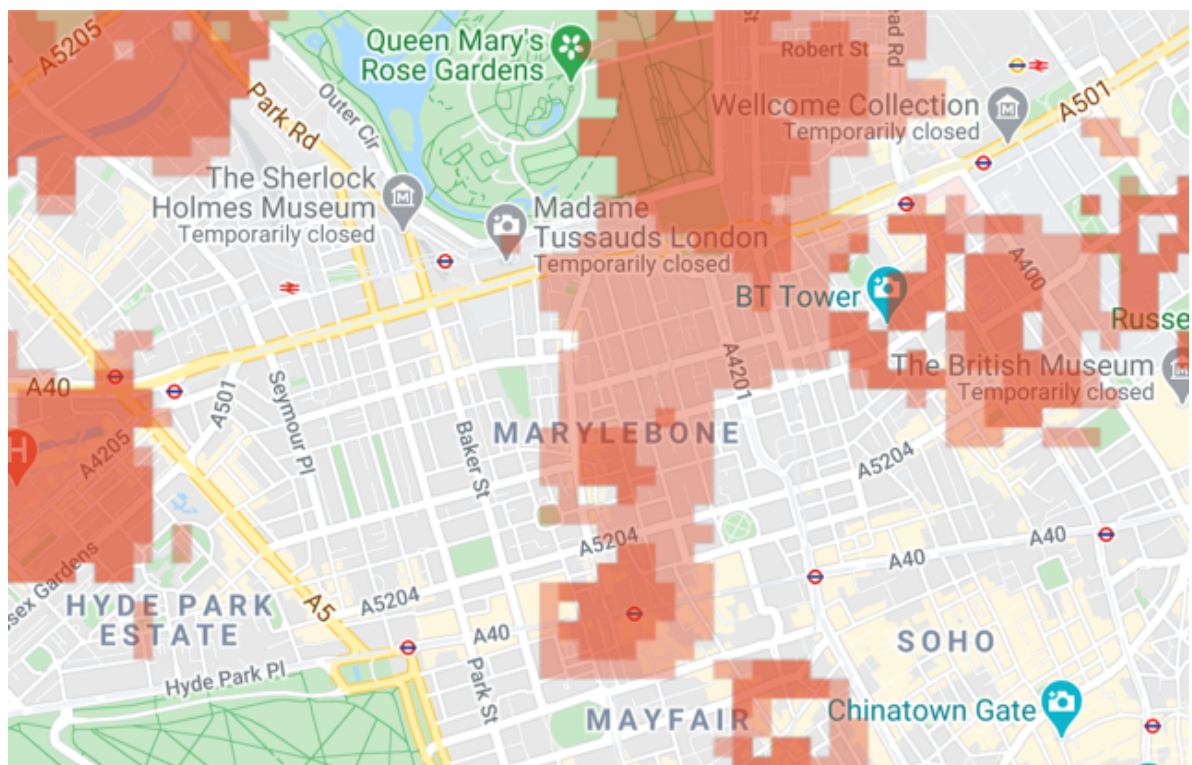 A5205
Park Rd
Outer Cir
Queen Mary's
Rose Gardens
Robert St
Wellcome Collection
Temporarily closed
A501
The Sherlock
Holmes Museum
Temporarily closed
Madame
Tussauds London
Temporarily closed
A400
BT Tower
Russe
The British Museum
Temporarily closed
A40
A501
Seymour Pl
A4201
MARYLEBONE
H
A4205
Baker St
A5204
A5204
A40
A40
ssex Gardens
HYDE PARK
ESTATE
A5
A5204
A40
SOHO
Hyde Park Pl
Park St
MAYFAIR
Chinatown Gate